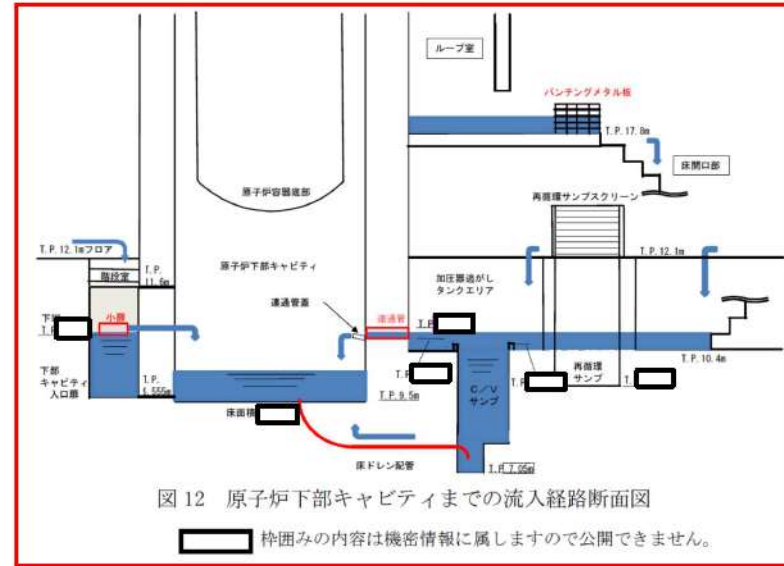 ループ室
パンチングメタル板
T.P.17.8m
床開口部
原子炉容器底部
再循環サンプスクリーン
T.P.12.1mフロア
T.P.12.1m
階段室
T.P.
原子炉下部キャビティ
加圧器逃がし
タンクエリア
連通管蓋
連通管
T.P
小扉
T.P
下部
キャビティ
入口扉
T.P.
T.P.10.4m
再循環
サンプ
C/V
サンプ
T.P.9.5m
床面積
床ドレン配管
T.P 7.05m
図12 原子炉下部キャビティまでの流入経路断面図
枠囲みの内容は機密情報に属しますので公開できません。